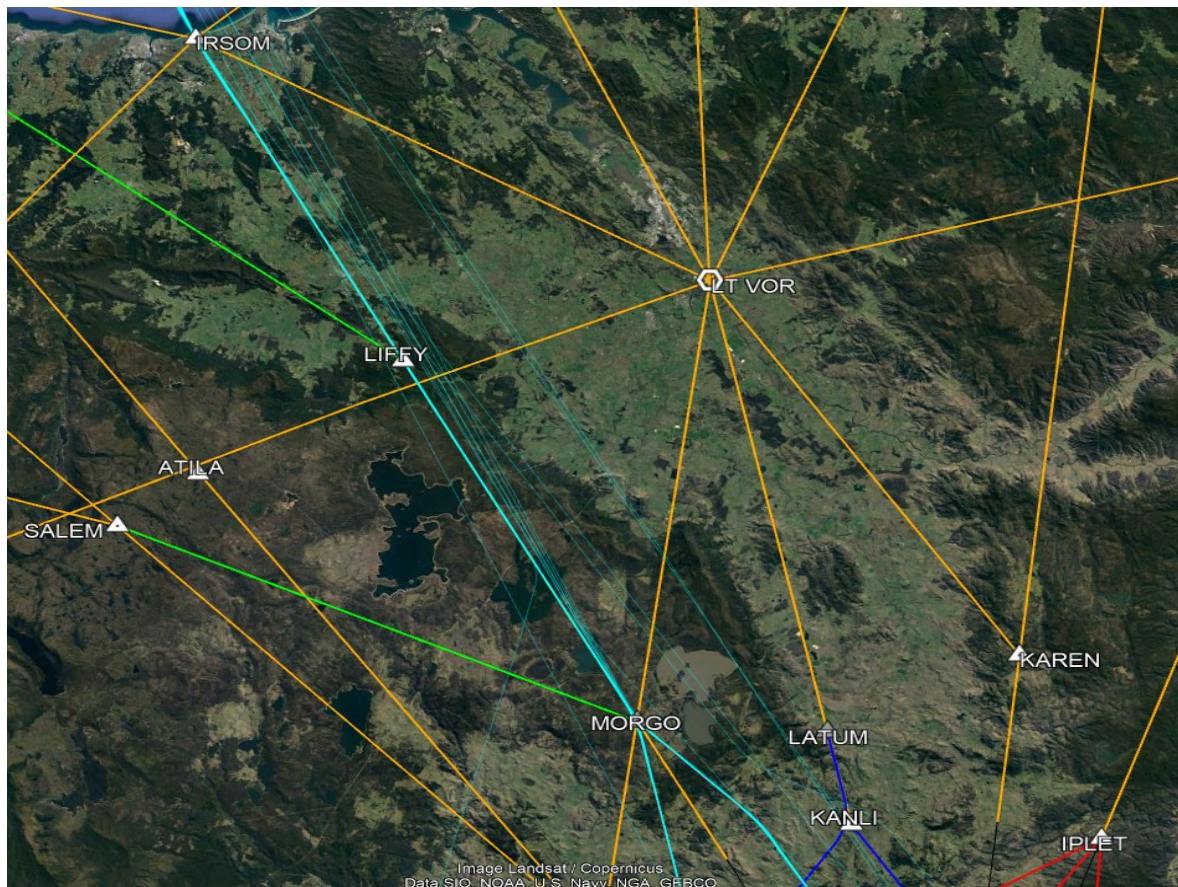 IRSOM
LT VOR
LIFFY
ATILA
SALEM
KAREN
MORGO
LATUM
KANLI
IPLET
Image Landsat / Copernicus
Data SIO, NOAA, U.S. Navy, NGA, GEBCO